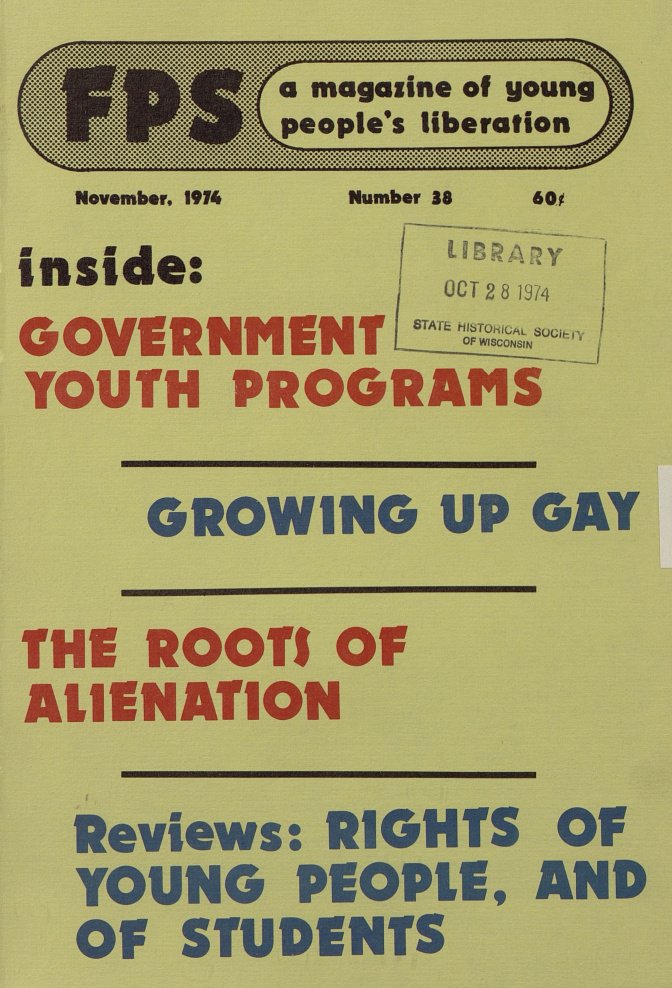 FPS
a magazine of young
people's liberation
November, 1974 Number 38 60¢
inside:
LIBRARY
OCT 28 1974
STATE HISTORICAL SOCIETY
OF WISCONSIN
GOVERNMENT
YOUTH PROGRAMS
GROWING UP GAY
THE ROOTS OF
ALIENATION
Reviews: RIGHTS OF
YOUNG PEOPLE, AND
OF STUDENTS